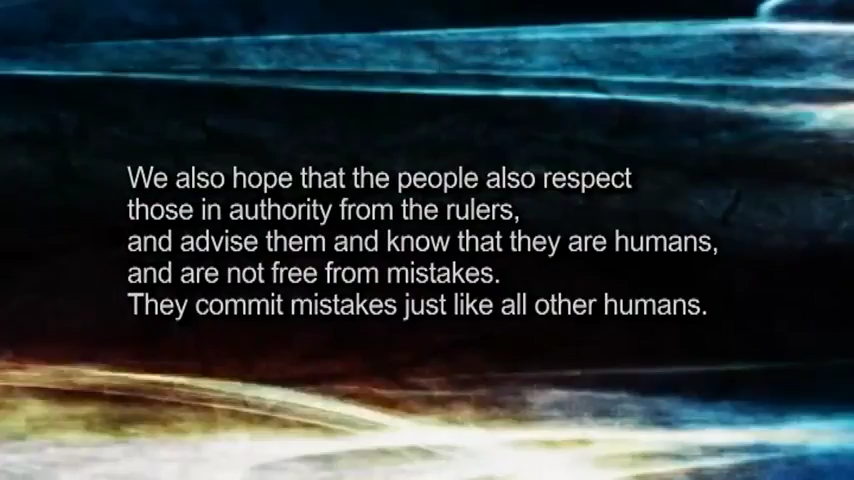 We also hope that the people also respect
those in authority from the rulers,
and advise them and know that they are humans,
and are not free from mistakes.
They commit mistakes just like all other humans.